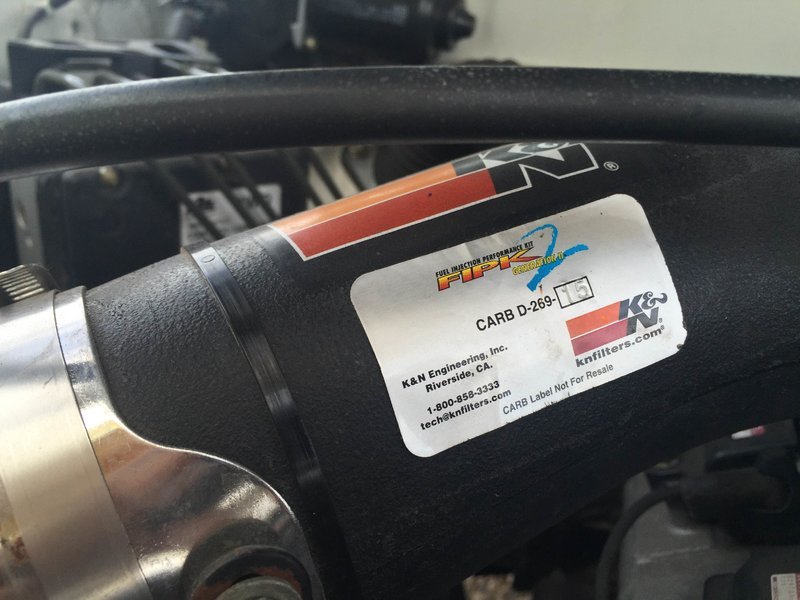 K&N®
FUEL INJECTION PERFORMANCE KIT
FIPK 2
GENERATION II
CARB D-269-15
K&N®
knfilters.com®
K&N Engineering, Inc.
Riverside, CA.
1-800-858-3333
tech@knfilters.com
CARB Label Not For Resale